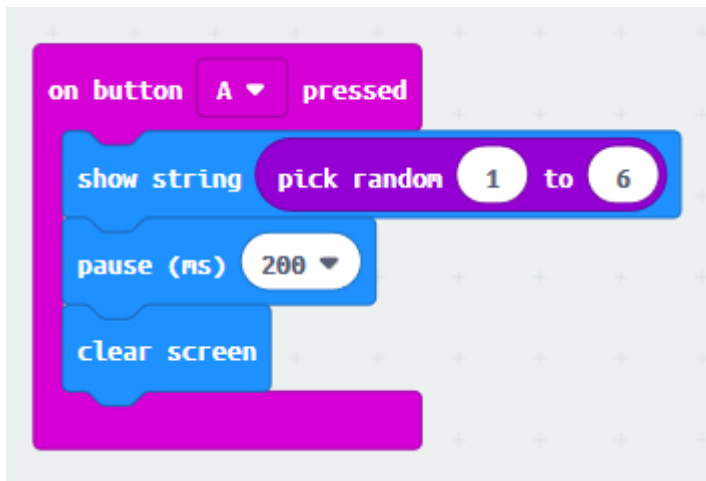 on button A pressed
show string pick random 1 to 6
pause (ms) 200
clear screen